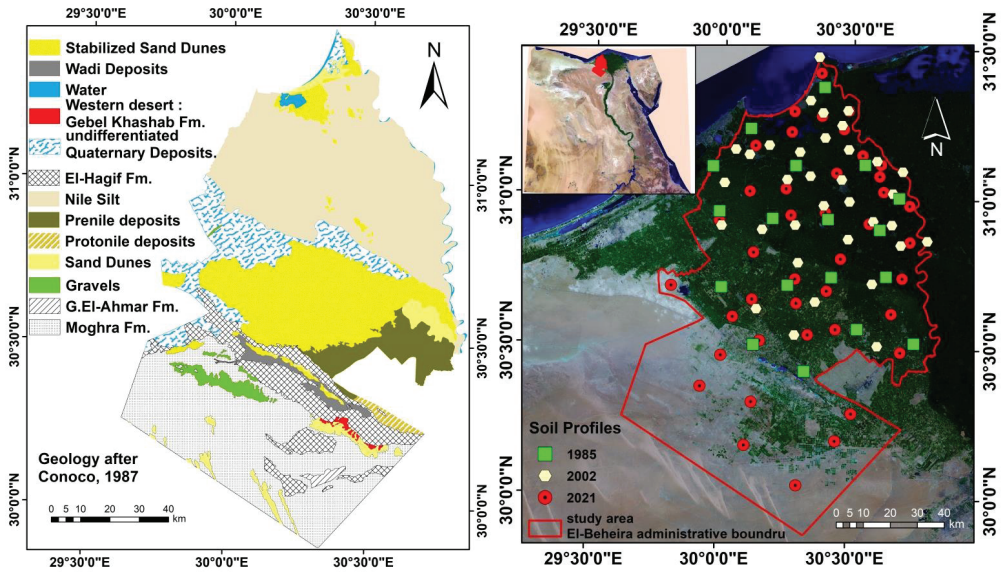 29°30'0"E 30°0'0"E 30°30'0"E
Stabilized Sand Dunes
Wadi Deposits
Water
Western desert :
Gebel Khashab Fm.
undifferentiated
Quaternary Deposits.
El-Hagif Fm.
Nile Silt
Prenile deposits
Protonile deposits
Sand Dunes
Gravels
G.El-Ahmar Fm.
Moghra Fm.
N
31°0'0"N
30°30'0"N
30°0'0"N
31°0'0"N
30°30'0"N
30°0'0"N
Geology after
Conoco, 1987
0 5 10 20 30 40
km
29°30'0"E 30°0'0"E 30°30'0"E
29°30'0"E 30°0'0"E 30°30'0"E
N
31°0'0"N
30°30'0"N
30°0'0"N
31°30'0"N
31°0'0"N
30°30'0"N
30°0'0"N
Soil Profiles
1985
2002
2021
study area
El-Beheira administrative boundru
0 5 10 20 30 40
km
29°30'0"E 30°0'0"E 30°30'0"E